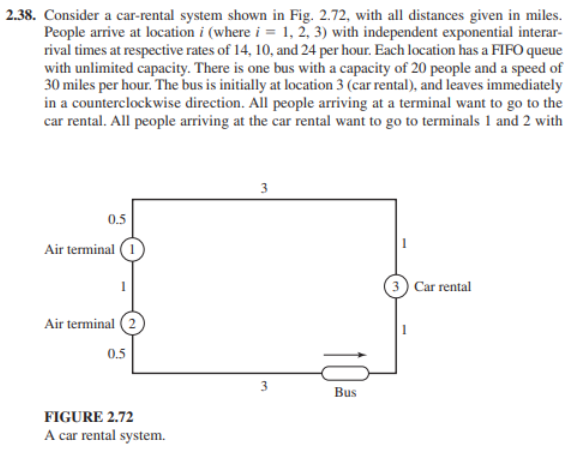 2.38. Consider a car-rental system shown in Fig. 2.72, with all distances given in miles.
People arrive at location i (where i = 1, 2, 3) with independent exponential interar-
rival times at respective rates of 14, 10, and 24 per hour. Each location has a FIFO queue
with unlimited capacity. There is one bus with a capacity of 20 people and a speed of
30 miles per hour. The bus is initially at location 3 (car rental), and leaves immediately
in a counterclockwise direction. All people arriving at a terminal want to go to the
car rental. All people arriving at the car rental want to go to terminals 1 and 2 with
3
0.5
Air terminal 1
1
1
3 Car rental
Air terminal 2
1
0.5
3
Bus
FIGURE 2.72
A car rental system.